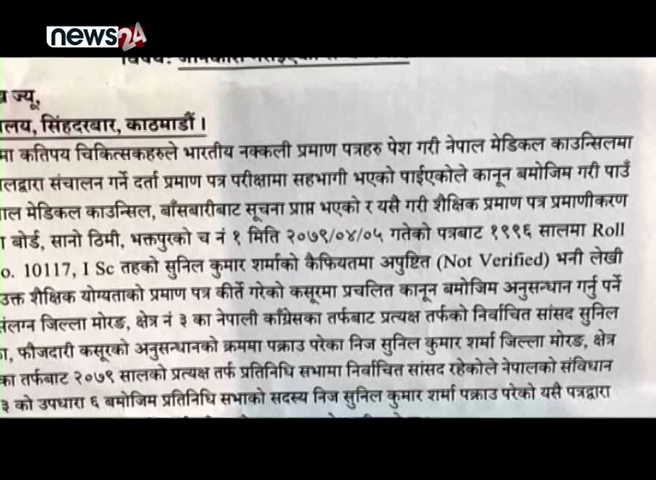 news24
विषय: जानकारी
ज्यू,
लय, सिंहदरबार, काठमाडौं ।
मा कतिपय चिकित्सकहरुले भारतीय नक्कली प्रमाण पत्रहरु पेश गरी नेपाल मेडिकल काउन्सिलमा
लद्वारा संचालन गर्ने दर्ता प्रमाण पत्र परीक्षामा सहभागी भएको पाईएकोले कानून बमोजिम गरी पाउँ
ाल मेडिकल काउन्सिल, बाँसबारीबाट सूचना प्राप्त भएको र यसै गरी शैक्षिक प्रमाण पत्र प्रमाणीकरण
बोर्ड, सानो ठिमी, भक्तपुरको च नं १ मिति २०७९/०४/०५ गतेको पत्रबाट १९९६ सालमा Roll
o. 10117, I Sc तहको सुनिल कुमार शर्माको कैफियतमा अपुष्टित (Not Verified) भनी लेखी
उक्त शैक्षिक योग्यताको प्रमाण पत्र कीर्ते गरेको कसूरमा प्रचलित कानून बमोजिम अनुसन्धान गर्नु पर्ने
संलग्न जिल्ला मोरङ, क्षेत्र नं ३ का नेपाली काँग्रेसका तर्फबाट प्रत्यक्ष तर्फको निर्वाचित सांसद सुनिल
ा, फौजदारी कसूरको अनुसन्धानको क्रममा पक्राउ परेका निज सुनिल कुमार शर्मा जिल्ला मोरङ, क्षेत्र
का तर्फबाट २०७९ सालको प्रत्यक्ष तर्फ प्रतिनिधि सभामा निर्वाचित सांसद रहेकोले नेपालको संविधान
३ को उपधारा ६ बमोजिम प्रतिनिधि सभाको सदस्य निज सुनिल कुमार शर्मा पक्राउ परेको यसै पत्रद्वारा